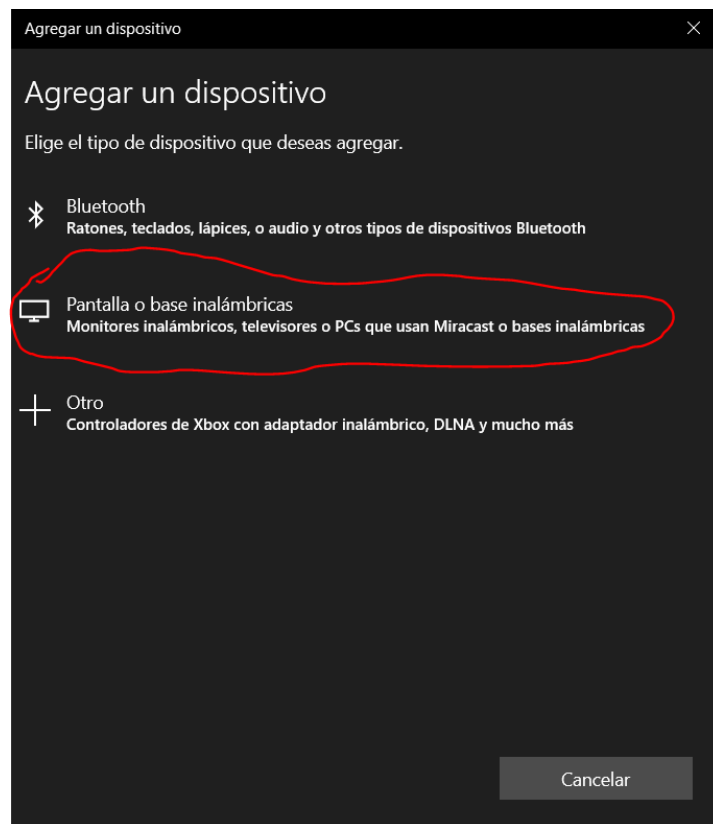 Agregar un dispositivo
Agregar un dispositivo
Elige el tipo de dispositivo que deseas agregar.
Bluetooth
Ratones, teclados, lápices, o audio y otros tipos de dispositivos Bluetooth
Pantalla o base inalámbricas
Monitores inalámbricos, televisores o PCs que usan Miracast o bases inalámbricas
Otro
Controladores de Xbox con adaptador inalámbrico, DLNA y mucho más
Cancelar